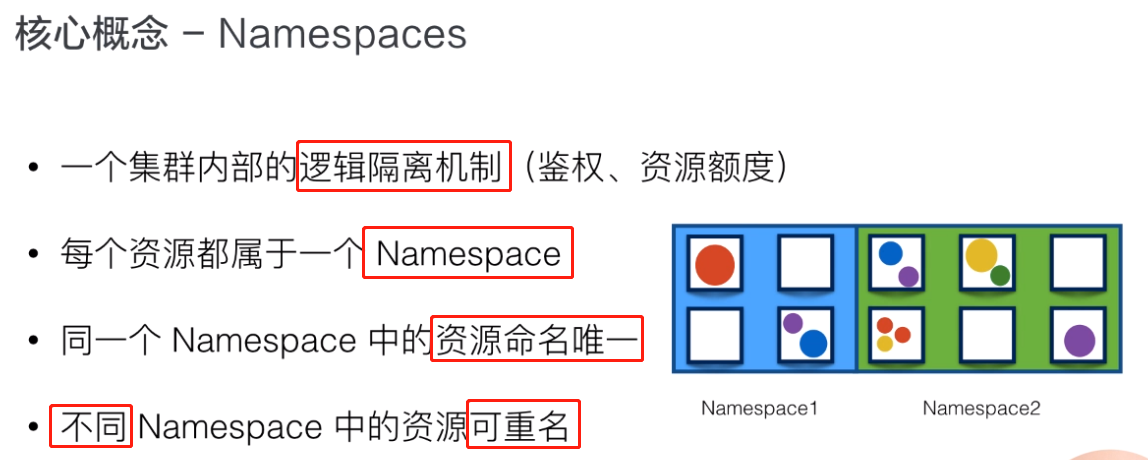 核心概念 – Namespaces
• 一个集群内部的逻辑隔离机制（鉴权、资源额度）
• 每个资源都属于一个 Namespace
• 同一个 Namespace 中的资源命名唯一
• 不同 Namespace 中的资源可重名
Namespace1
Namespace2